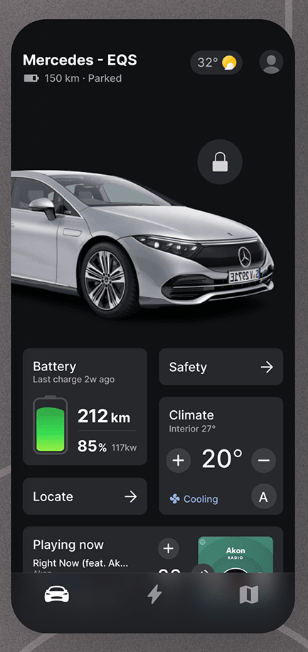 Mercedes - EQS
32°
150 km · Parked
Battery
Last charge 2w ago
212 km
85% 117kw
Safety
Climate
Interior 27°
20°
Cooling
A
Locate
Playing now
Right Now (feat. Ak...
Akon
RADIO